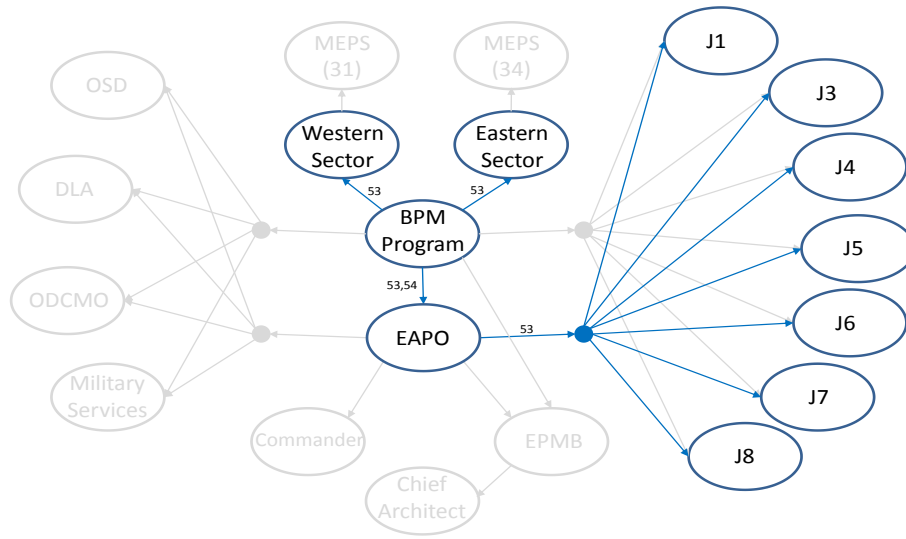 MEPS
(31)
MEPS
(34)
J1
OSD
J3
Western
Sector
Eastern
Sector
J4
DLA
53
53
BPM
Program
J5
53,54
ODCMO
EAPO
53
J6
Military
Services
J7
Commander
EPMB
J8
Chief
Architect